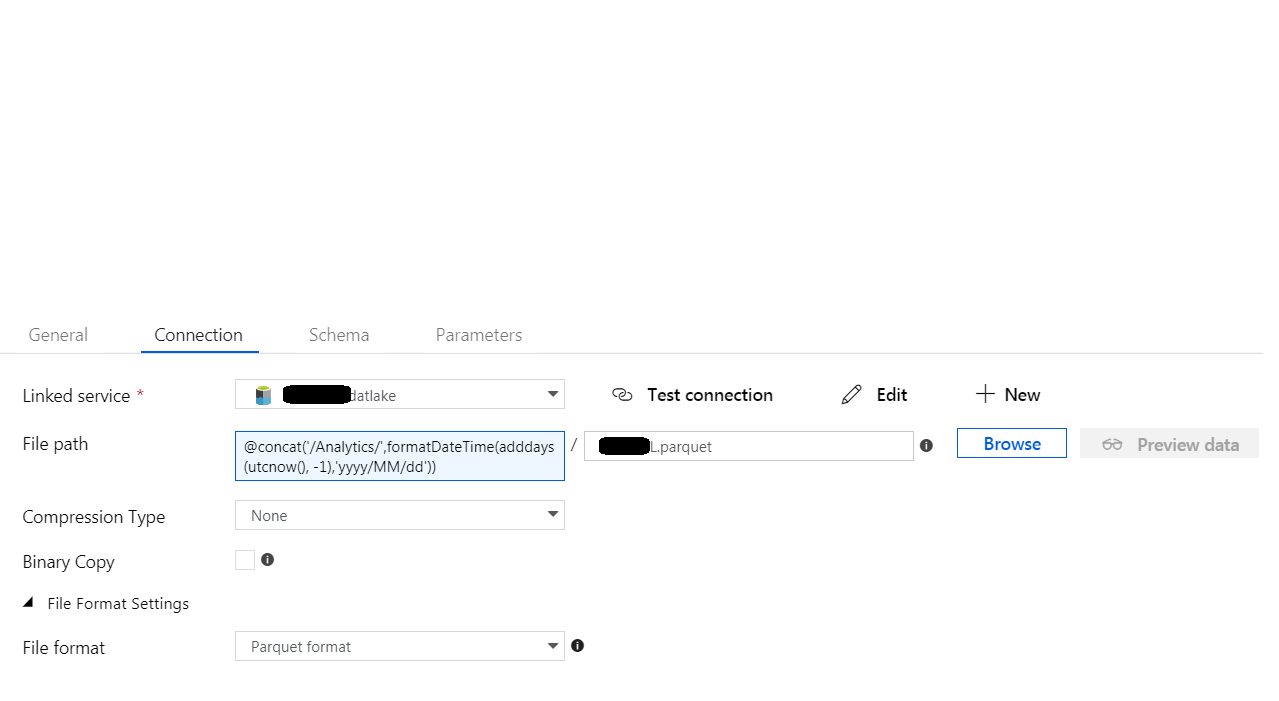 General Connection Schema Parameters
Linked service * datlake Test connection Edit New
File path @concat('/Analytics/',formatDateTime(adddays / L.parquet Browse Preview data
(utcnow(), -1),'yyyy/MM/dd'))
Compression Type None
Binary Copy
File Format Settings
File format Parquet format